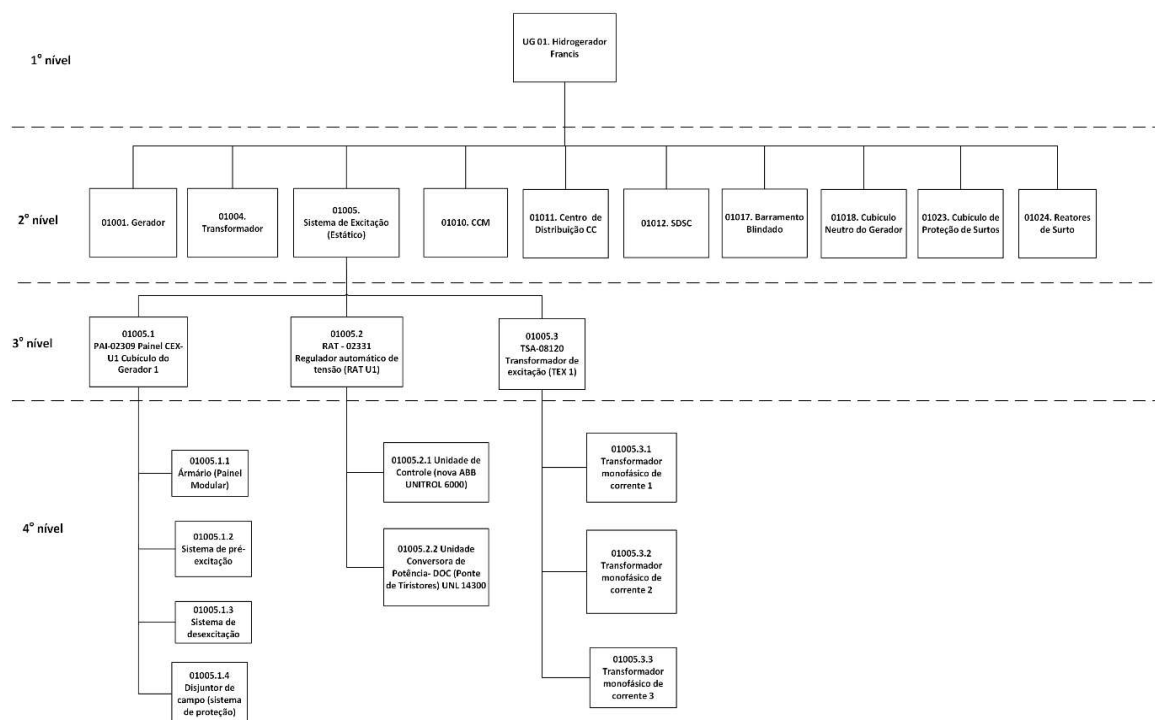 1° nível
UG 01. Hidrogerador
Francis
2° nível
01001. Gerador
01004.
Transformador
01005.
Sistema de Excitação
(Estático)
01010. CCM
01011. Centro de
Distribuição CC
01012. SDSC
01017. Barramento
Blindado
01018. Cubículo
Neutro do Gerador
01023. Cubículo de
Proteção de Surtos
01024. Reatores
de Surto
3° nível
01005.1
PAI-02309 Painel CEX-
U1 Cubículo do
Gerador 1
01005.2
RAT - 02331
Regulador automático de
tensão (RAT U1)
01005.3
TSA-08120
Transformador de
excitação (TEX 1)
4° nível
01005.1.1
Ármário (Painel
Modular)
01005.1.2
Sistema de pré-
excitação
01005.1.3
Sistema de
desexcitação
01005.1.4
Disjuntor de
campo (sistema
de proteção)
01005.2.1 Unidade de
Controle (nova ABB
UNITROL 6000)
01005.2.2 Unidade
Conversora de
Potência- DOC (Ponte
de Tiristores) UNL 14300
01005.3.1
Transformador
monofásico de
corrente 1
01005.3.2
Transformador
monofásico de
corrente 2
01005.3.3
Transformador
monofásico de
corrente 3